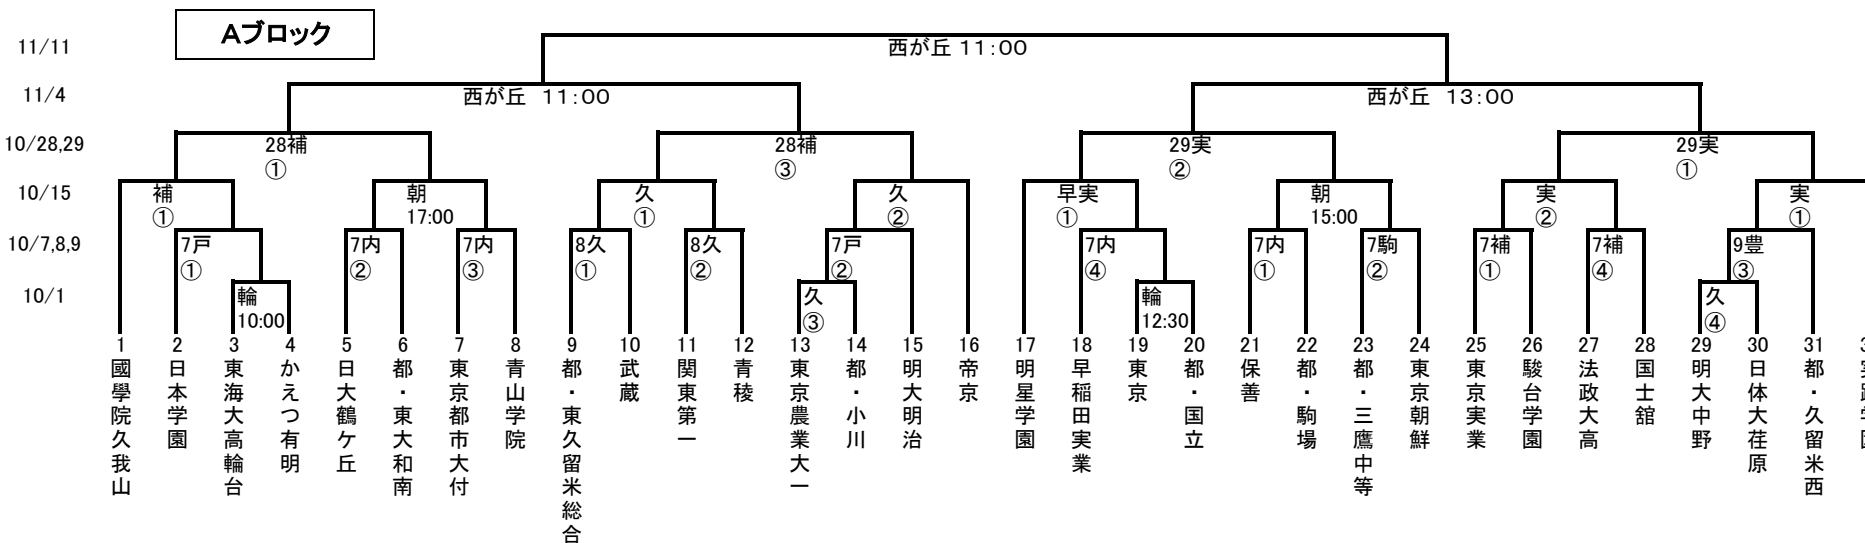 Aブロック
11/11
西が丘 11:00
11/4
西が丘 11:00
西が丘 13:00
10/28,29
28補
①
28補
③
29実
②
29実
①
10/15
補
①
朝
17:00
久
①
久
②
早実
①
朝
15:00
実
②
実
①
10/7,8,9
7戸
①
7内
②
7内
③
8久
①
8久
②
7戸
②
7内
④
7内
①
7駒
②
7補
①
7補
④
9豊
③
10/1
輪
10:00
久
③
輪
12:30
久
④
1
國學院久我山
2
日本学園
3
東海大高輪台
4
かえつ有明
5
日大鶴ケ丘
6
都・東大和南
7
東京都市大付
8
青山学院
9
都・東久留米総合
10
武蔵
11
関東第一
12
青稜
13
東京農業大一
14
都・小川
15
明大明治
16
帝京
17
明星学園
18
早稲田実業
19
東京
20
都・国立
21
保善
22
都・駒場
23
都・三鷹中等
24
東京朝鮮
25
東京実業
26
駿台学園
27
法政大高
28
国士舘
29
明大中野
30
日体大荏原
31
都・久留米西